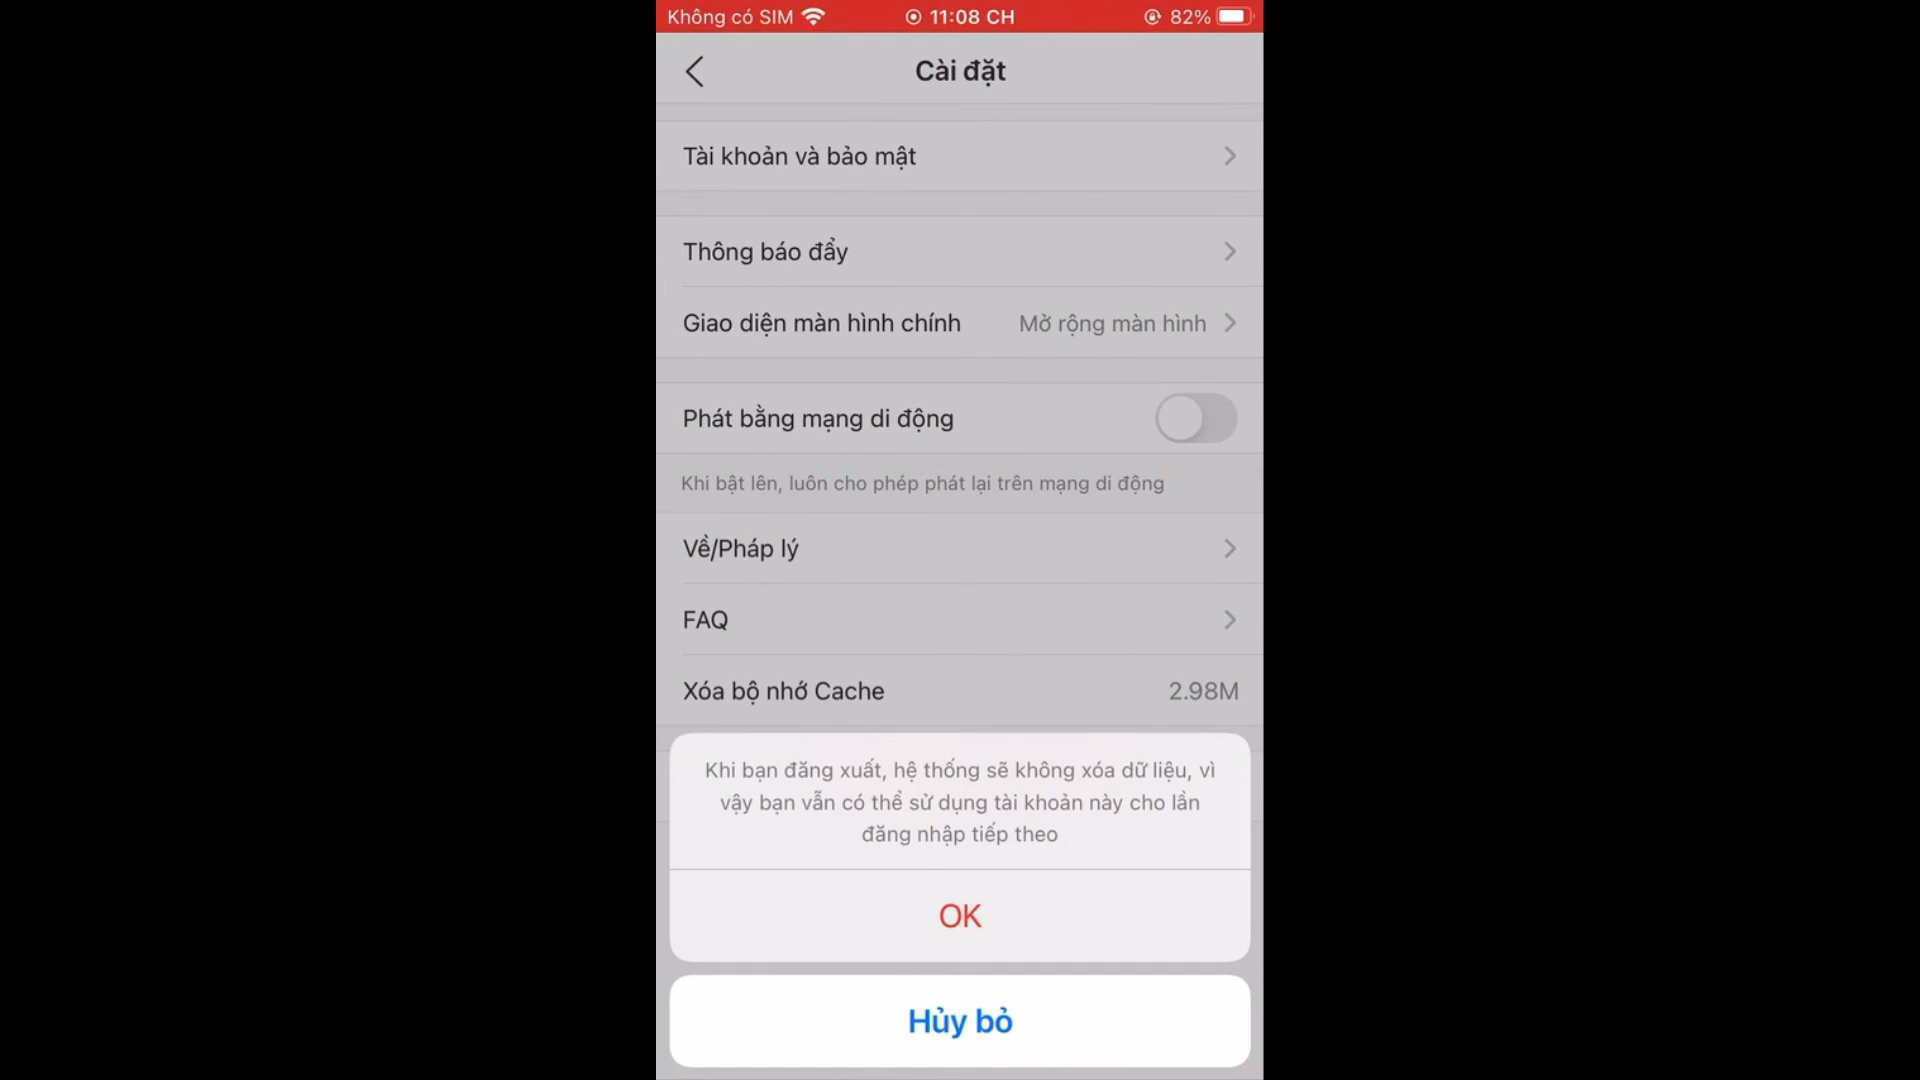 Không có SIM 11:08 CH 82%
Cài đặt
Tài khoản và bảo mật
Thông báo đẩy
Giao diện màn hình chính Mở rộng màn hình
Phát bằng mạng di động
Khi bật lên, luôn cho phép phát lại trên mạng di động
Về/Pháp lý
FAQ
Xóa bộ nhớ Cache 2.98M
Khi bạn đăng xuất, hệ thống sẽ không xóa dữ liệu, vì
vậy bạn vẫn có thể sử dụng tài khoản này cho lần
đăng nhập tiếp theo
OK
Hủy bỏ